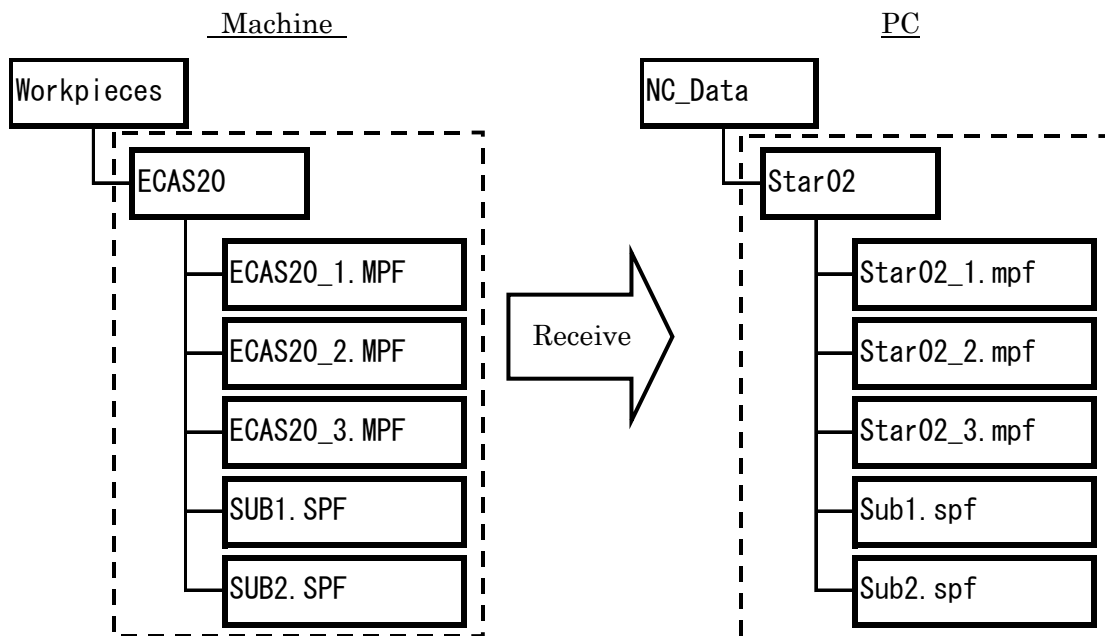 Machine
PC
Workpieces
NC_Data
ECAS20
Star02
ECAS20_1.MPF
Star02_1.mpf
ECAS20_2.MPF
Star02_2.mpf
Receive
ECAS20_3.MPF
Star02_3.mpf
SUB1.SPF
Sub1.spf
SUB2.SPF
Sub2.spf